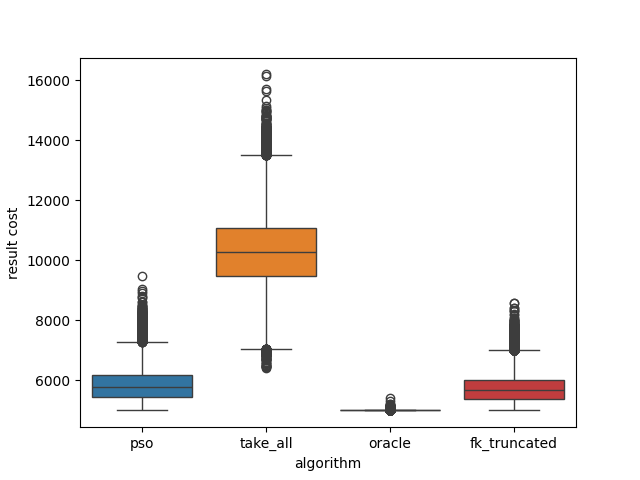 16000
14000
12000
10000
8000
6000
result cost
pso
take_all
oracle
fk_truncated
algorithm